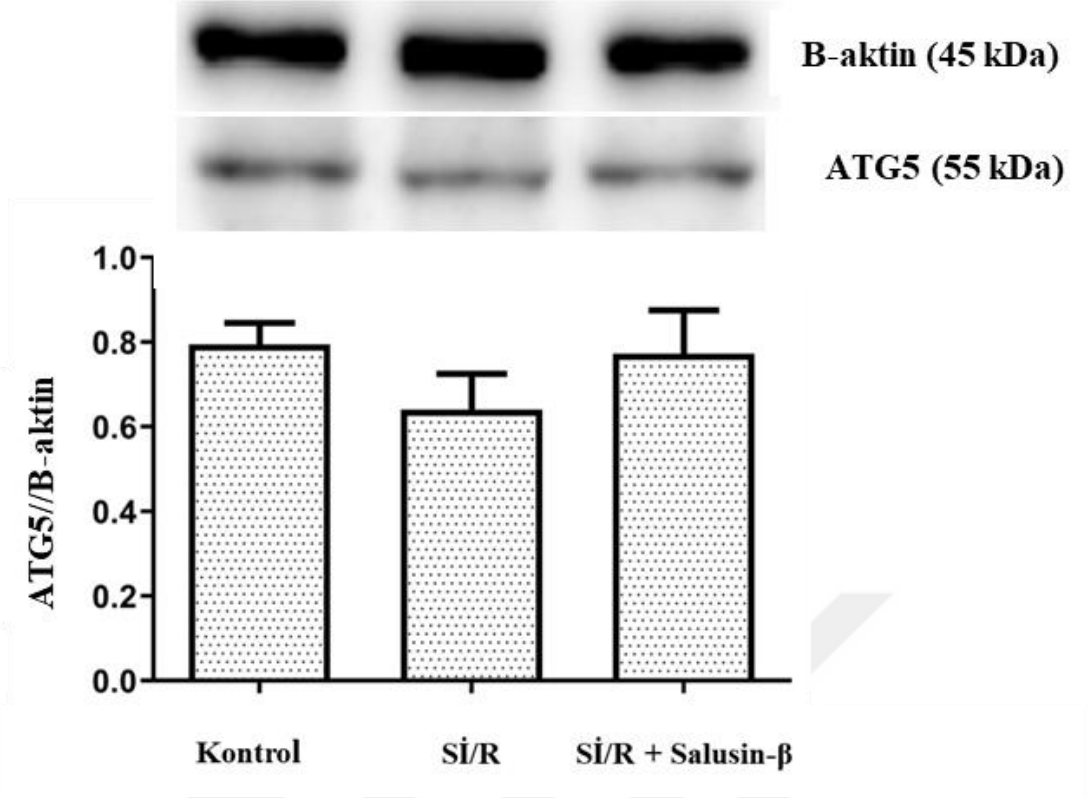 B-aktin (45 kDa)
ATG5 (55 kDa)
ATG5//B-aktin
1.0
0.8
0.6
0.4
0.2
0.0
Kontrol
Sİ/R
Sİ/R + Salusin-β